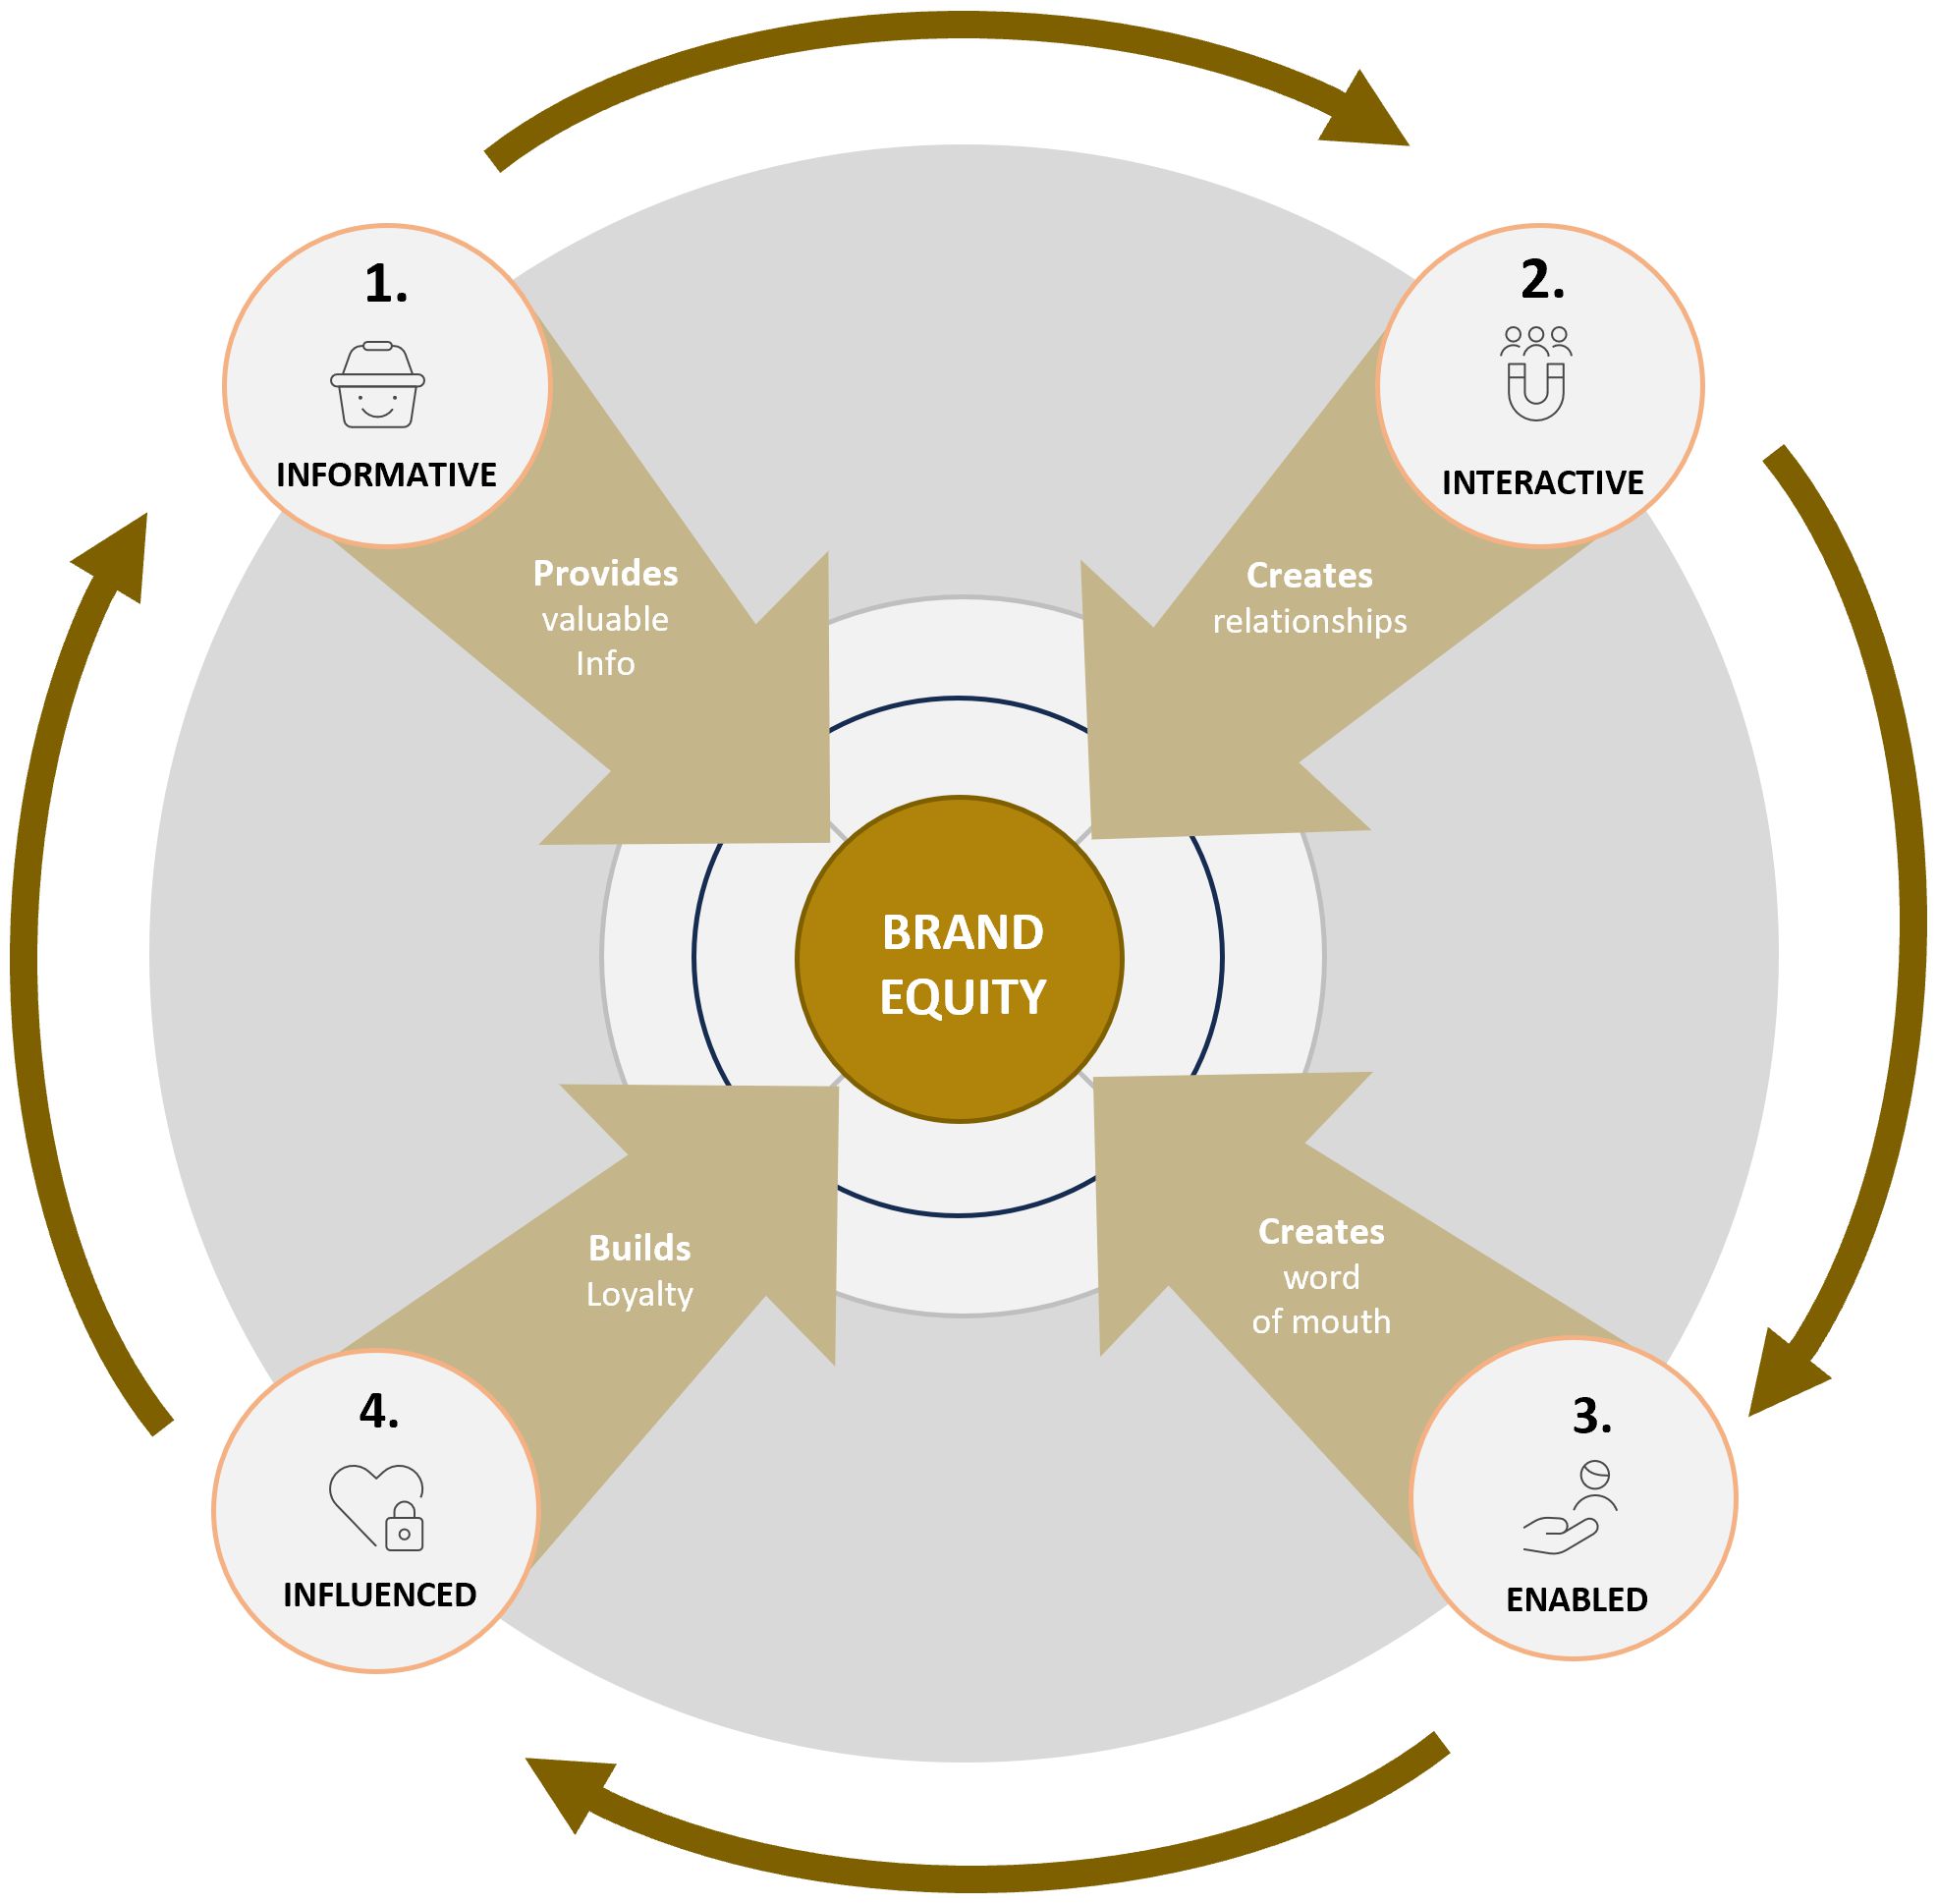 1.
INFORMATIVE
Provides
valuable
Info
2.
INTERACTIVE
Creates
relationships
BRAND
EQUITY
4.
INFLUENCED
Builds
Loyalty
3.
ENABLED
Creates
word
of mouth